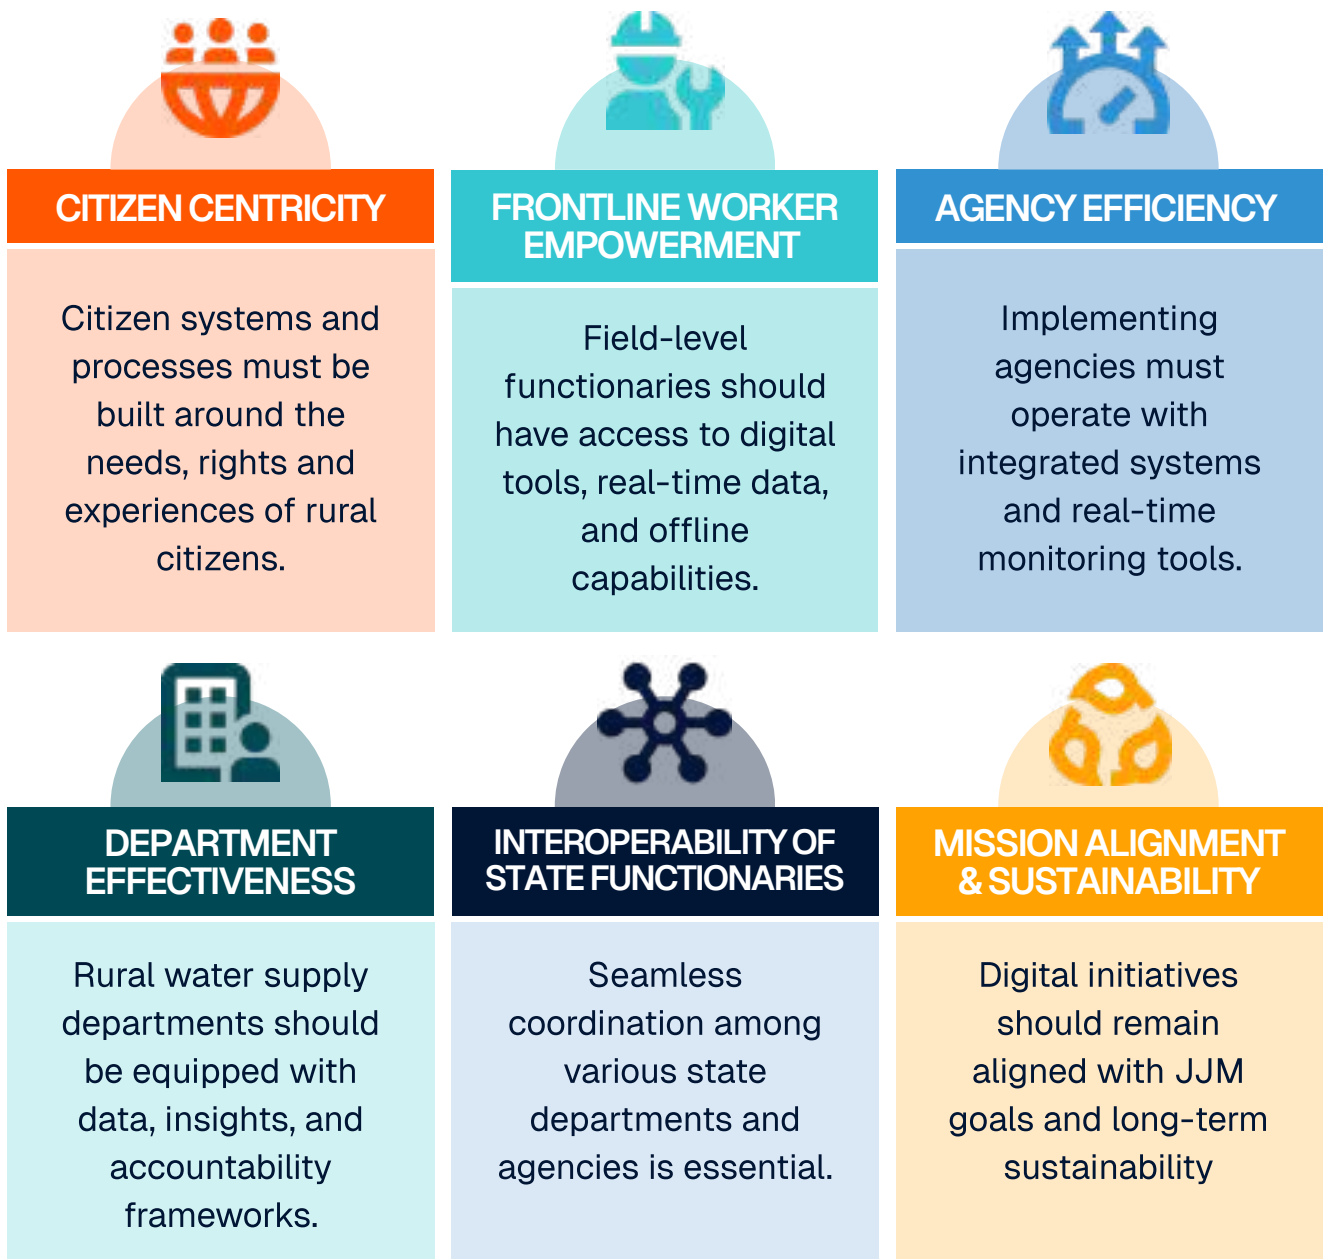 CITIZEN CENTRICITY
Citizen systems and
processes must be
built around the
needs, rights and
experiences of rural
citizens.
FRONTLINE WORKER
EMPOWERMENT
Field-level
functionaries should
have access to digital
tools, real-time data,
and offline
capabilities.
AGENCY EFFICIENCY
Implementing
agencies must
operate with
integrated systems
and real-time
monitoring tools.
DEPARTMENT
EFFECTIVENESS
Rural water supply
departments should
be equipped with
data, insights, and
accountability
frameworks.
INTEROPERABILITY OF
STATE FUNCTIONARIES
Seamless
coordination among
various state
departments and
agencies is essential.
MISSION ALIGNMENT
& SUSTAINABILITY
Digital initiatives
should remain
aligned with JJM
goals and long-term
sustainability